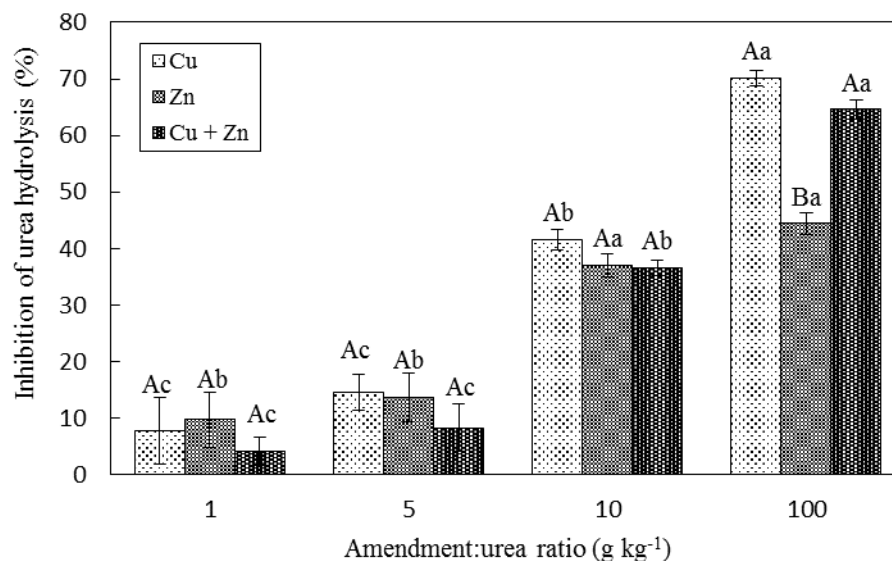 80
70
60
50
40
30
20
10
0
Inhibition of urea hydrolysis (%)
Cu
Zn
Cu + Zn
Ac
Ab
Ac
Ac
Ab
Ac
Ab
Aa
Ab
Aa
Ba
Aa
1
5
10
100
Amendment:urea ratio (g kg⁻¹)